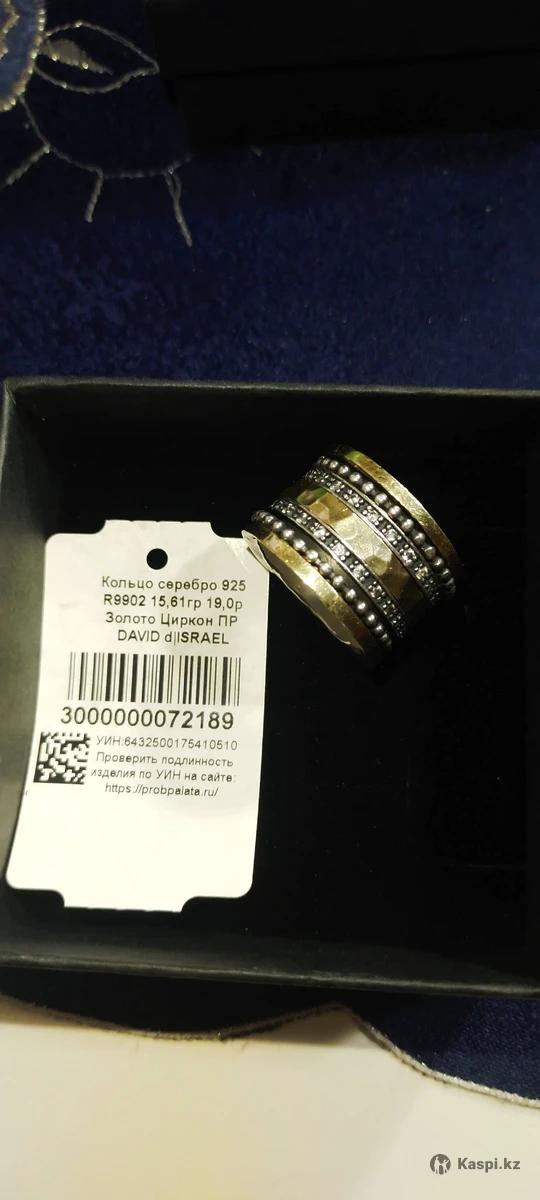 Кольцо серебро 925
R9902 15,61гр 19,0р
Золото Циркон ПР
DAVID d|ISRAEL
3000000072189
УИН:6432500175410510
Проверить подлинность
изделия по УИН на сайте:
https://probpalata.ru/
Kaspi.kz